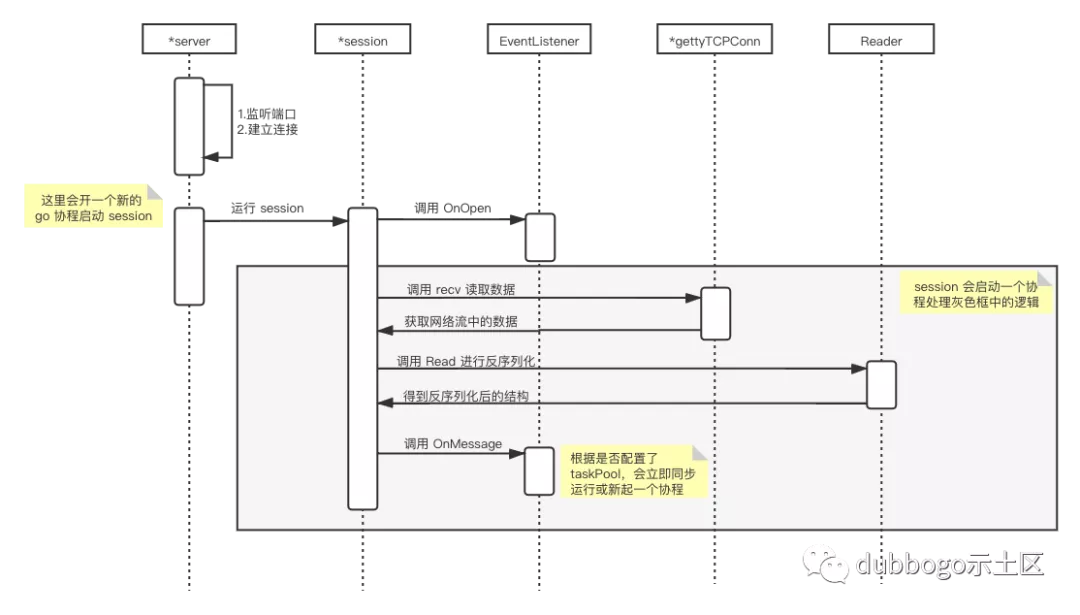 *server
*session
EventListener
*gettyTCPConn
Reader
1.监听端口
2.建立连接
这里会开一个新的
go 协程启动 session
运行 session
调用 OnOpen
session 会启动一个协
程处理灰色框中的逻辑
调用 recv 读取数据
获取网络流中的数据
调用 Read 进行反序列化
得到反序列化后的结构
调用 OnMessage
根据是否配置了
taskPool，会立即同步
运行或新起一个协程
dubbogo示土区